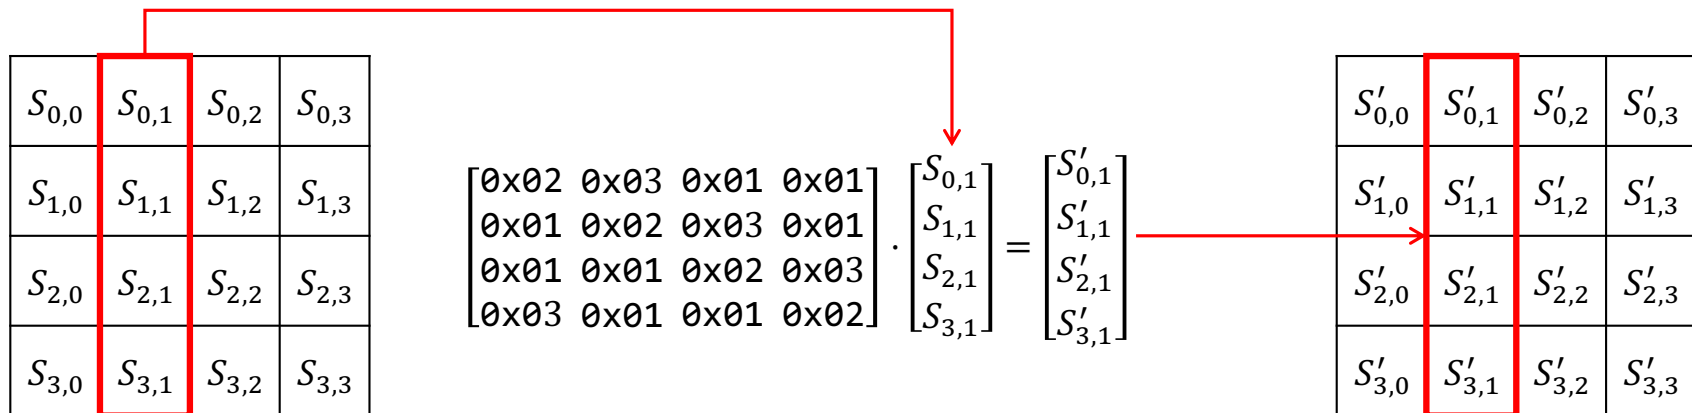 S0,0 S0,1 S0,2 S0,3
S1,0 S1,1 S1,2 S1,3
S2,0 S2,1 S2,2 S2,3
S3,0 S3,1 S3,2 S3,3
[0x02 0x03 0x01 0x01] · [S0,1] = [S′0,1]
[0x01 0x02 0x03 0x01] [S1,1] [S′1,1]
[0x01 0x01 0x02 0x03] [S2,1] [S′2,1]
[0x03 0x01 0x01 0x02] [S3,1] [S′3,1]
S′0,0 S′0,1 S′0,2 S′0,3
S′1,0 S′1,1 S′1,2 S′1,3
S′2,0 S′2,1 S′2,2 S′2,3
S′3,0 S′3,1 S′3,2 S′3,3